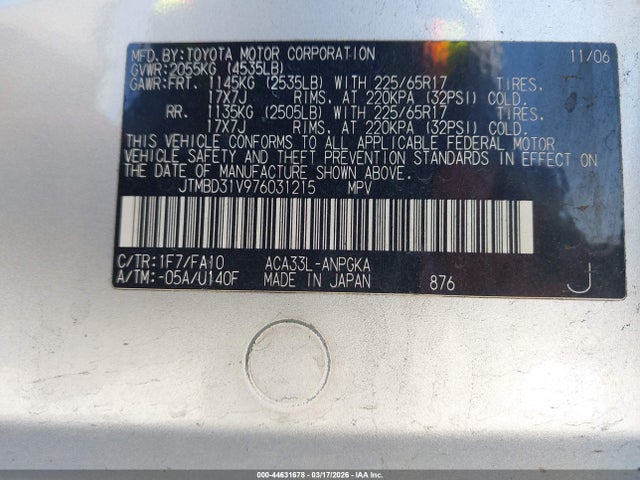 MFD.BY:TOYOTA MOTOR CORPORATION 11/06
GVWR:2055KG (4535LB)
GAWR:FRT. 1145KG (2535LB) WITH 225/65R17 TIRES.
17X7J RIMS, AT 220KPA (32PSI) COLD.
RR. 1135KG (2505LB) WITH 225/65R17 TIRES.
17X7J RIMS, AT 220KPA (32PSI) COLD.
THIS VEHICLE CONFORMS TO ALL APPLICABLE FEDERAL MOTOR
VEHICLE SAFETY AND THEFT PREVENTION STANDARDS IN EFFECT ON
THE DATE OF MANUFACTURE SHOWN ABOVE.
JTMBD31V976031215 MPV
C/TR:1F7/FA10 ACA33L-ANPGKA
A/TM:-05A/U140F MADE IN JAPAN 876 J
000-44631678 - 03/17/2026 - COPART